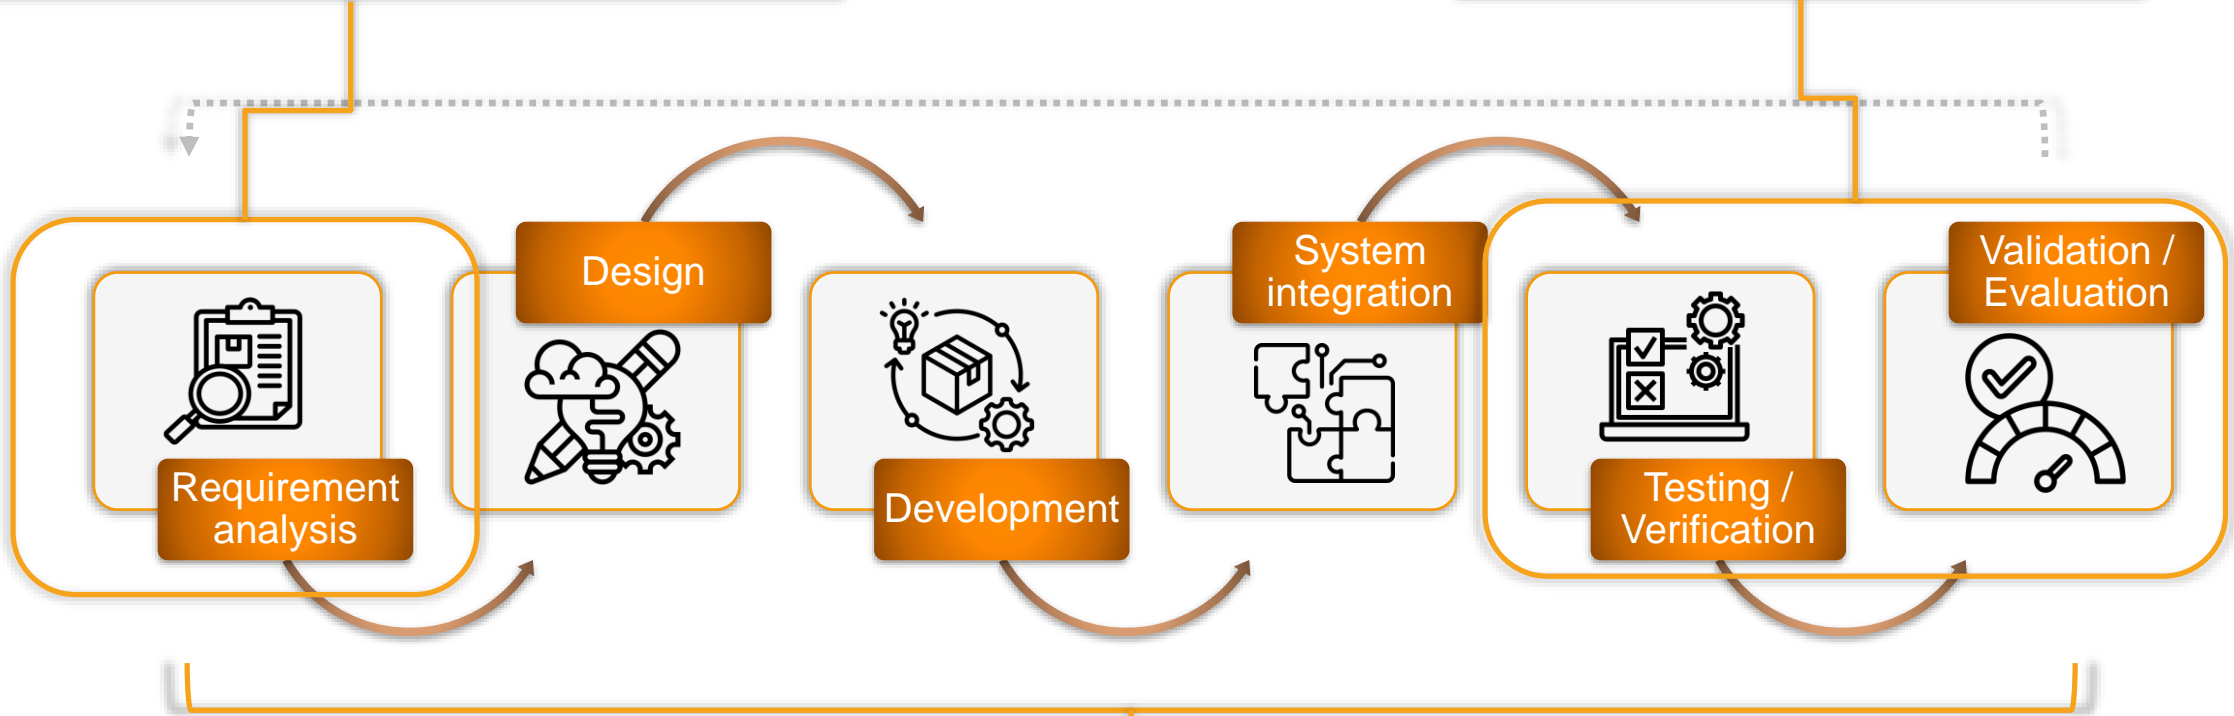 Requirement
analysis
Design
Development
System
integration
Testing /
Verification
Validation /
Evaluation